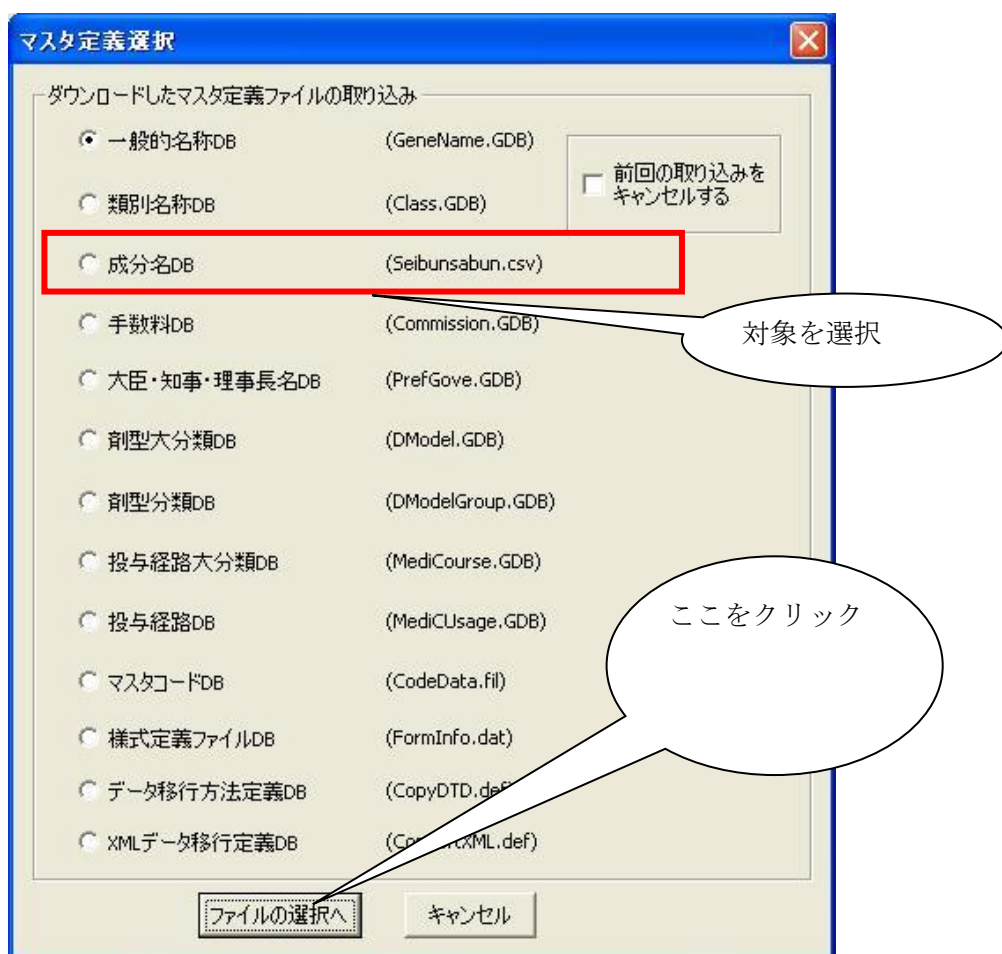 マスタ定義選択
ダウンロードしたマスタ定義ファイルの取り込み
一般的名称DB (GeneName.GDB)
前回の取り込みを
キャンセルする
類別名称DB (Class.GDB)
成分名DB (Seibunsabun.csv)
対象を選択
手数料DB (Commission.GDB)
大臣・知事・理事長名DB (PrefGove.GDB)
剤型大分類DB (DModel.GDB)
剤型分類DB (DModelGroup.GDB)
投与経路大分類DB (MediCourse.GDB)
ここをクリック
投与経路DB (MediCUsage.GDB)
マスタコードDB (CodeData.fil)
様式定義ファイルDB (FormInfo.dat)
データ移行方法定義DB (CopyDTD.def)
XMLデータ移行定義DB
ファイルの選択へ キャンセル